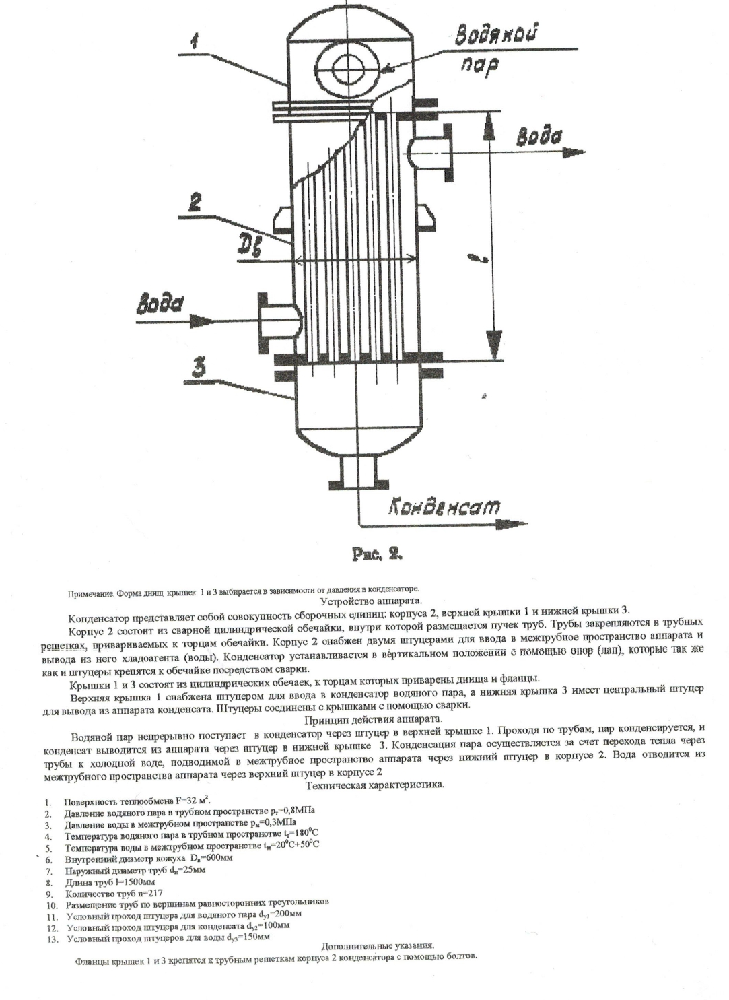 1
Водяной
пар
Вода
2
Dв
l
Вода
3
Конденсат
Рис. 2.
Примечание. Форма днищ крышек 1 и 3 выбирается в зависимости от давления в конденсаторе.
Устройство аппарата.
Конденсатор представляет собой совокупность сборочных единиц: корпуса 2, верхней крышки 1 и нижней крышки 3.
Корпус 2 состоит из сварной цилиндрической обечайки, внутри которой размещается пучек труб. Трубы закрепляются в трубных
решетках, привариваемых к торцам обечайки. Корпус 2 снабжен двумя штуцерами для ввода в межтрубное пространство аппарата и
вывода из него хладоагента (воды). Конденсатор устанавливается в вертикальном положении с помощью опор (лап), которые так же
как и штуцеры крепятся к обечайке посредством сварки.
Крышки 1 и 3 состоят из цилиндрических обечаек, к торцам которых приварены днища и фланцы.
Верхняя крышка 1 снабжена штуцером для ввода в конденсатор водяного пара, а нижняя крышка 3 имеет центральный штуцер
для вывода из аппарата конденсата. Штуцеры соединены с крышками с помощью сварки.
Принцип действия аппарата.
Водяной пар непрерывно поступает в конденсатор через штуцер в верхней крышке 1. Проходя по трубам, пар конденсируется, и
конденсат выводится из аппарата через штуцер в нижней крышке 3. Конденсация пара осуществляется за счет перехода тепла через
трубы к холодной воде, подводимой в межтрубное пространство аппарата через нижний штуцер в корпусе 2. Вода отводится из
межтрубного пространства аппарата через верхний штуцер в корпусе 2
Техническая характеристика.
1. Поверхность теплообмена F=32 м².
2. Давление водяного пара в трубном пространстве pт=0,8МПа
3. Давление воды в межтрубном пространстве pм=0,3МПа
4. Температура водяного пара в трубном пространстве tт=180⁰С
5. Температура воды в межтрубном пространстве tм=20⁰С+50⁰С
6. Внутренний диаметр кожуха Dв=600мм
7. Наружный диаметр труб dн=25мм
8. Длина труб l=1500мм
9. Количество труб n=217
10. Размещение труб по вершинам равносторонних треугольников
11. Условный проход штуцера для водяного пара dу1=200мм
12. Условный проход штуцера для конденсата dу2=100мм
13. Условный проход штуцеров для воды dу3=150мм
Дополнительные указания.
Фланцы крышек 1 и 3 крепятся к трубным решеткам корпуса 2 конденсатора с помощью болтов.